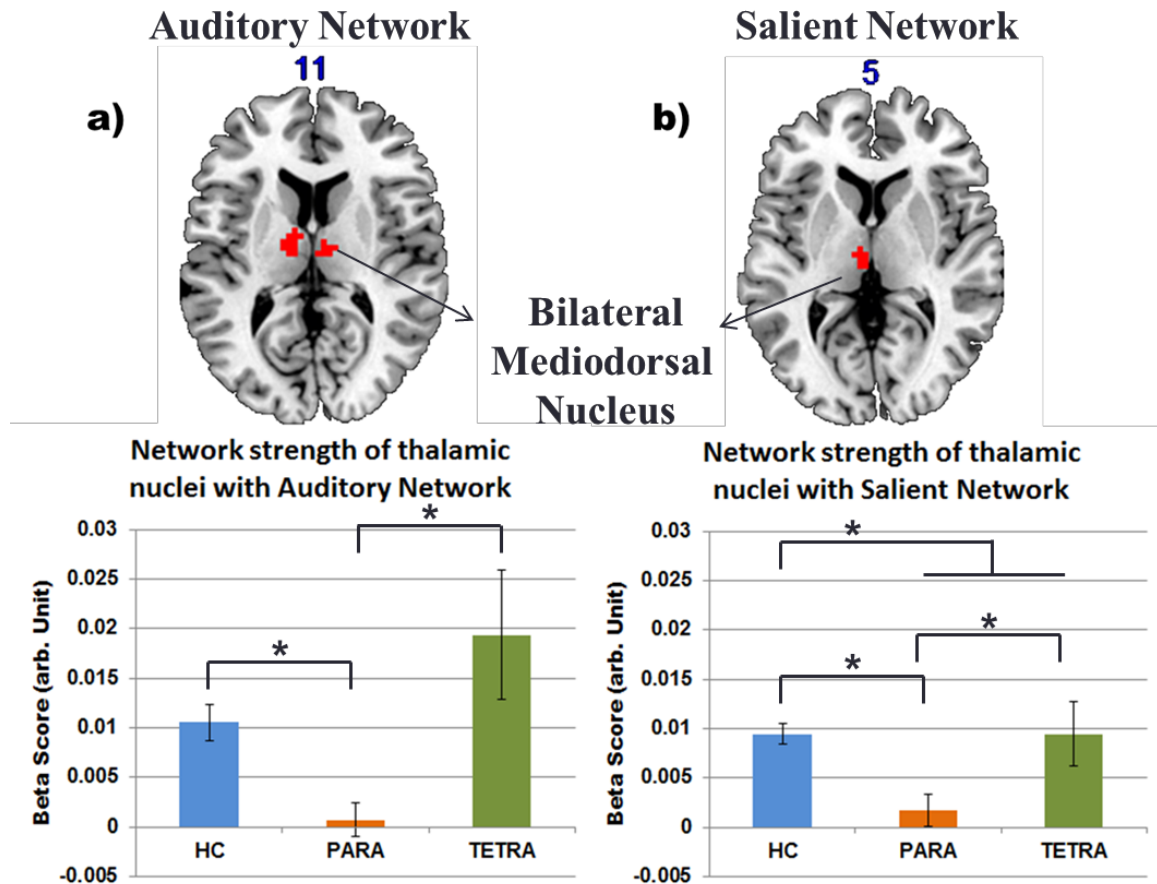 Auditory Network
Salient Network
11
5
a)
b)
Bilateral
Mediodorsal
Nucleus
Network strength of thalamic
nuclei with Auditory Network
Beta Score (arb. Unit)
0.03
0.025
0.02
0.015
0.01
0.005
0
-0.005
*
*
HC
PARA
TETRA
Network strength of thalamic
nuclei with Salient Network
Beta Score (arb. Unit)
0.03
0.025
0.02
0.015
0.01
0.005
0
-0.005
*
*
*
HC
PARA
TETRA